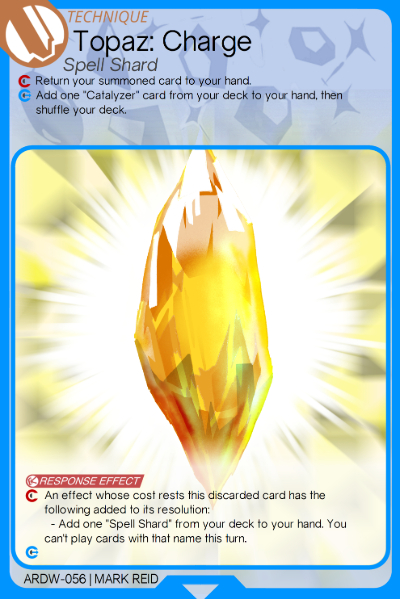 TECHNIQUE
Topaz: Charge
Spell Shard
Return your summoned card to your hand.
Add one "Catalyzer" card from your deck to your hand, then
shuffle your deck.
RESPONSE EFFECT
An effect whose cost rests this discarded card has the
following added to its resolution:
- Add one "Spell Shard" from your deck to your hand. You
can't play cards with that name this turn.
ARDW-056 | MARK REID